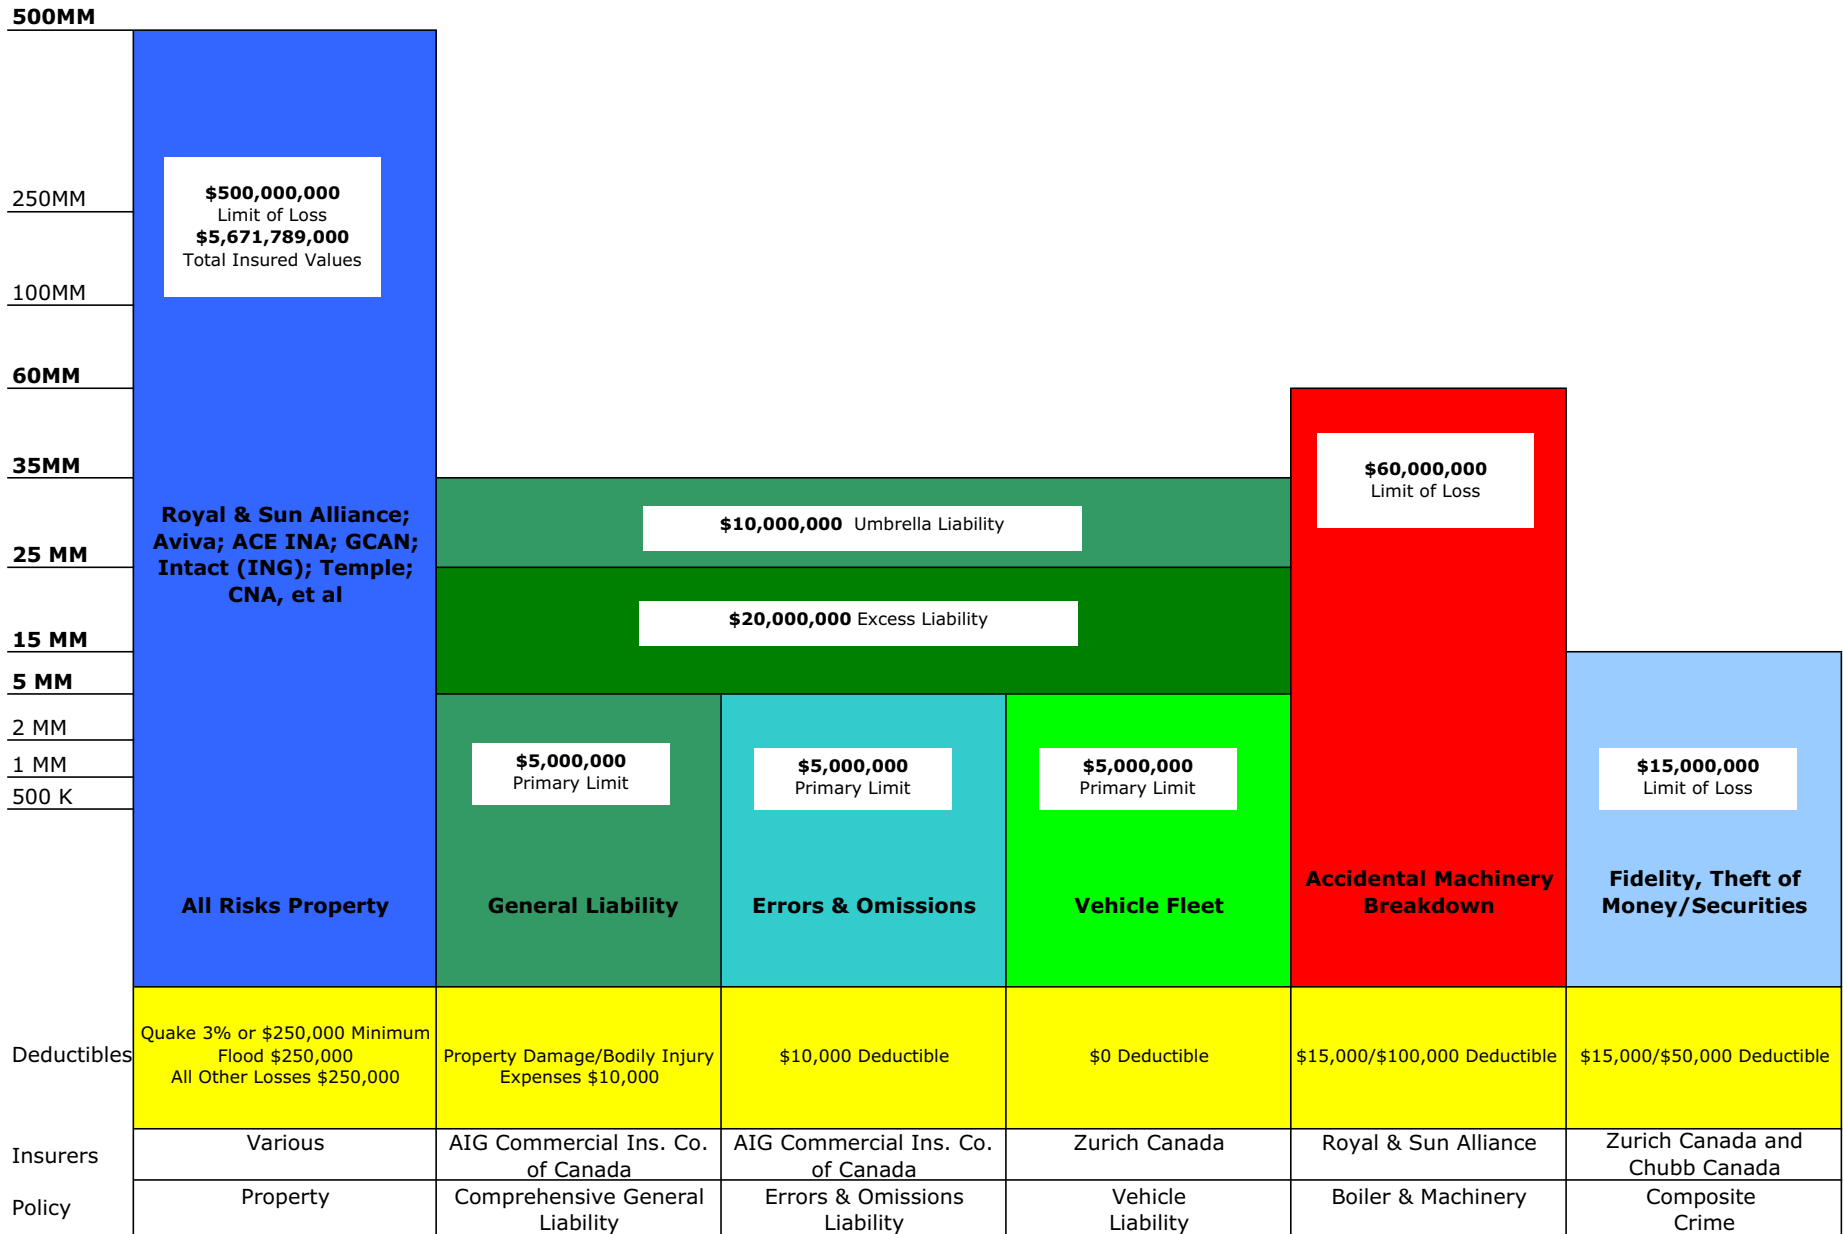 500MM
250MM
100MM
60MM
35MM
25 MM
15 MM
5 MM
2 MM
1 MM
500 K
$500,000,000
Limit of Loss
$5,671,789,000
Total Insured Values
Royal & Sun Alliance;
Aviva; ACE INA; GCAN;
Intact (ING); Temple;
CNA, et al
All Risks Property
$10,000,000 Umbrella Liability
$20,000,000 Excess Liability
$5,000,000
Primary Limit
General Liability
$5,000,000
Primary Limit
Errors & Omissions
$5,000,000
Primary Limit
Vehicle Fleet
$60,000,000
Limit of Loss
Accidental Machinery
Breakdown
$15,000,000
Limit of Loss
Fidelity, Theft of
Money/Securities
Deductibles
Quake 3% or $250,000 Minimum
Flood $250,000
All Other Losses $250,000
Property Damage/Bodily Injury
Expenses $10,000
$10,000 Deductible
$0 Deductible
$15,000/$100,000 Deductible
$15,000/$50,000 Deductible
Insurers
Various
AIG Commercial Ins. Co.
of Canada
AIG Commercial Ins. Co.
of Canada
Zurich Canada
Royal & Sun Alliance
Zurich Canada and
Chubb Canada
Policy
Property
Comprehensive General
Liability
Errors & Omissions
Liability
Vehicle
Liability
Boiler & Machinery
Composite
Crime